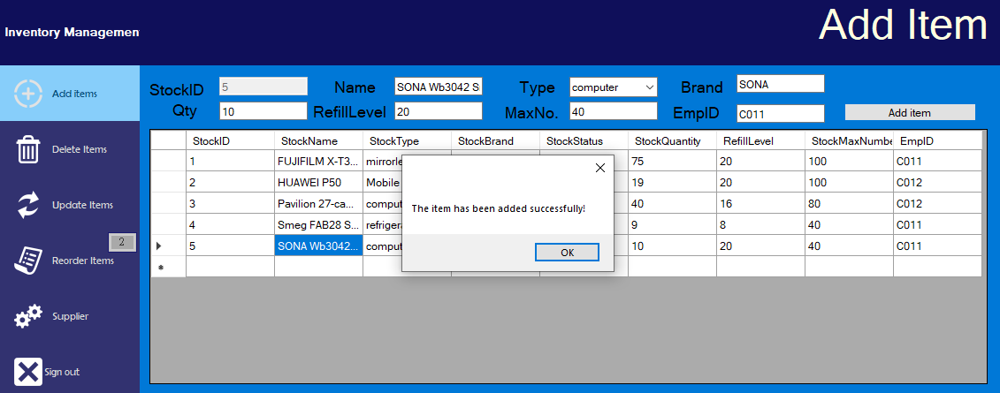 Inventory Managemen
Add Item
Add items
Delete Items
Update Items
2
Reorder Items
Supplier
Sign out
StockID 5 Name SONA Wb3042 S Type computer Brand SONA
Qty 10 RefillLevel 20 MaxNo. 40 EmpID C011 Add item
StockID StockName StockType StockBrand StockStatus StockQuantity RefillLevel StockMaxNumbe EmpID
1 FUJIFILM X-T3... mirrorle 75 20 100 C011
2 HUAWEI P50 Mobile 19 20 100 C012
3 Pavilion 27-ca... comput 40 16 80 C012
4 Smeg FAB28 S... refrigera 9 8 40 C011
5 SONA Wb3042... comput 10 20 40 C011
The item has been added successfully!
OK